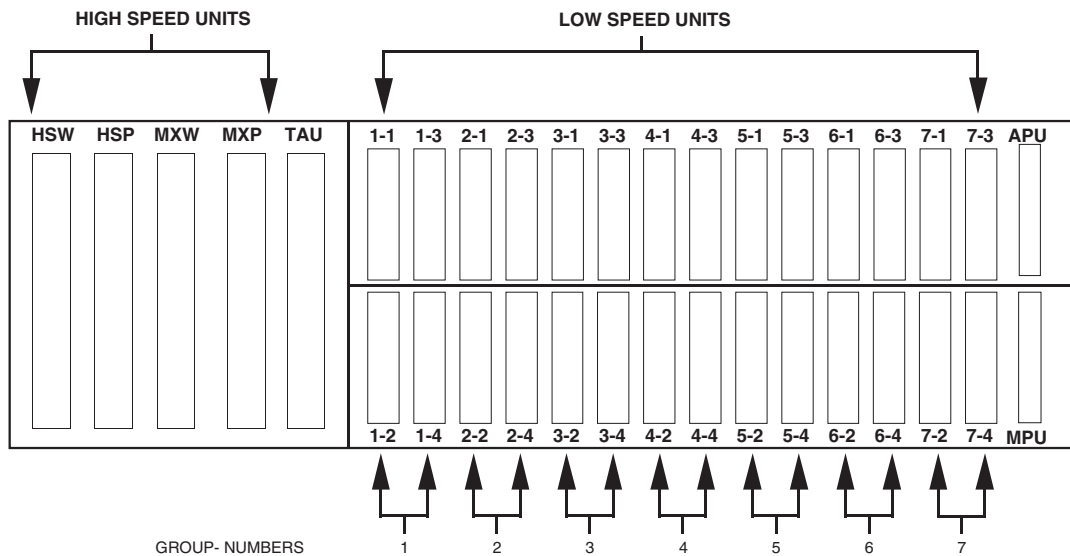 HIGH SPEED UNITS LOW SPEED UNITS
HSW HSP MXW MXP TAU 1-1 1-3 2-1 2-3 3-1 3-3 4-1 4-3 5-1 5-3 6-1 6-3 7-1 7-3 APU
1-2 1-4 2-2 2-4 3-2 3-4 4-2 4-4 5-2 5-4 6-2 6-4 7-2 7-4 MPU
GROUP- NUMBERS 1 2 3 4 5 6 7